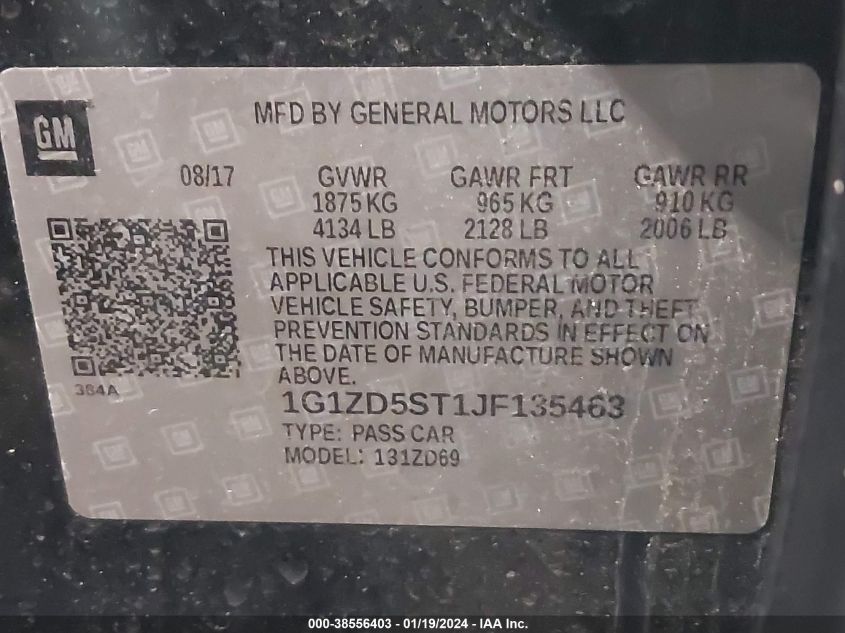 GM
MFD BY GENERAL MOTORS LLC
08/17 GVWR GAWR FRT GAWR RR
1875 KG 965 KG 910 KG
4134 LB 2128 LB 2006 LB
THIS VEHICLE CONFORMS TO ALL
APPLICABLE U.S. FEDERAL MOTOR
VEHICLE SAFETY, BUMPER, AND THEFT
PREVENTION STANDARDS IN EFFECT ON
THE DATE OF MANUFACTURE SHOWN
ABOVE.
384A
1G1ZD5ST1JF135463
TYPE: PASS CAR
MODEL: 131ZD69
000-38556403 - 01/19/2024 - IAA Inc.